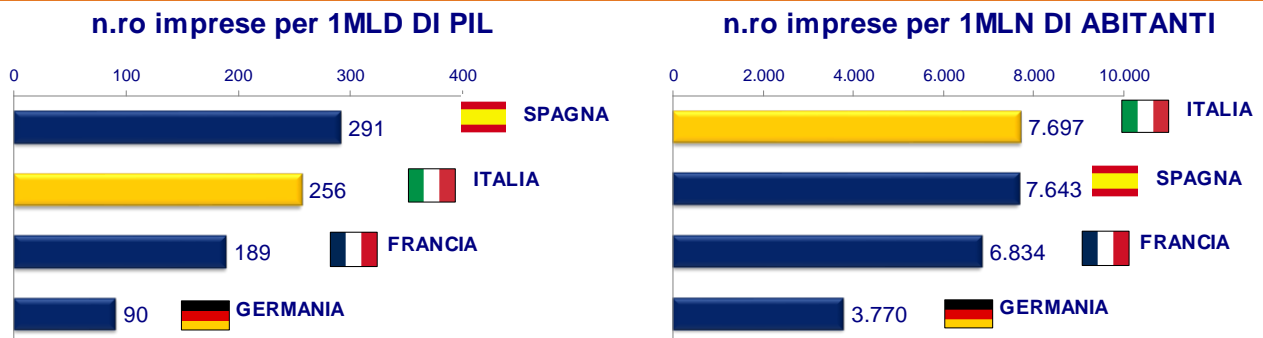 n.ro imprese per 1MLD DI PIL
0 100 200 300 400
291 SPAGNA
256 ITALIA
189 FRANCIA
90 GERMANIA
n.ro imprese per 1MLN DI ABITANTI
0 2.000 4.000 6.000 8.000 10.000
7.697 ITALIA
7.643 SPAGNA
6.834 FRANCIA
3.770 GERMANIA